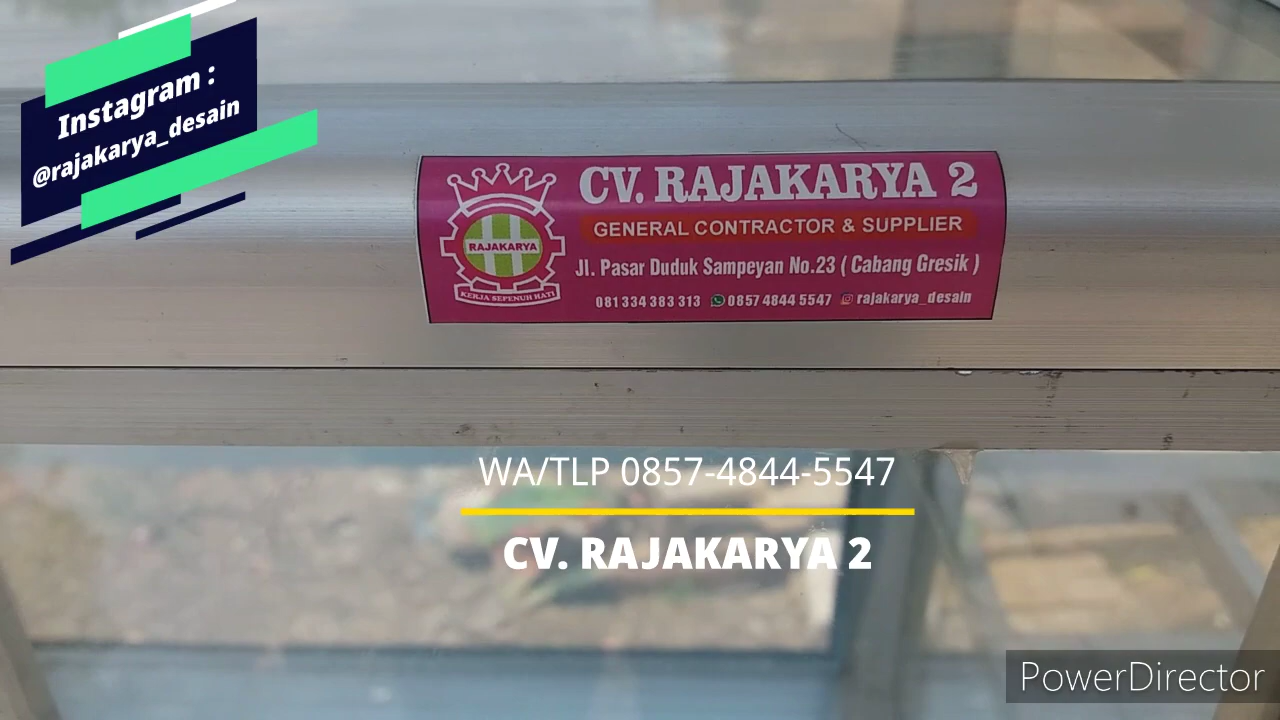 Instagram :
@rajakarya_desain
CV. RAJAKARYA 2
GENERAL CONTRACTOR & SUPPLIER
RAJAKARYA
KERJA SEPENUH HATI
Jl. Pasar Duduk Sampeyan No.23 ( Cabang Gresik )
081 334 383 313 0857 4844 5547 rajakarya_desain
WA/TLP 0857-4844-5547
CV. RAJAKARYA 2
PowerDirector